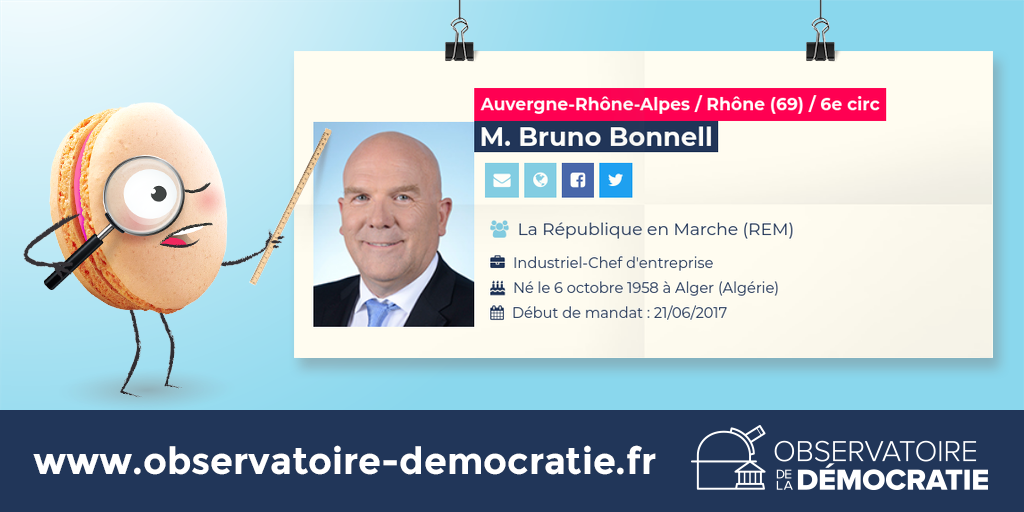 Auvergne-Rhône-Alpes / Rhône (69) / 6e circ
M. Bruno Bonnell
La République en Marche (REM)
Industriel-Chef d'entreprise
Né le 6 octobre 1958 à Alger (Algérie)
Début de mandat : 21/06/2017
www.observatoire-democratie.fr
OBSERVATOIRE
DE LA DÉMOCRATIE